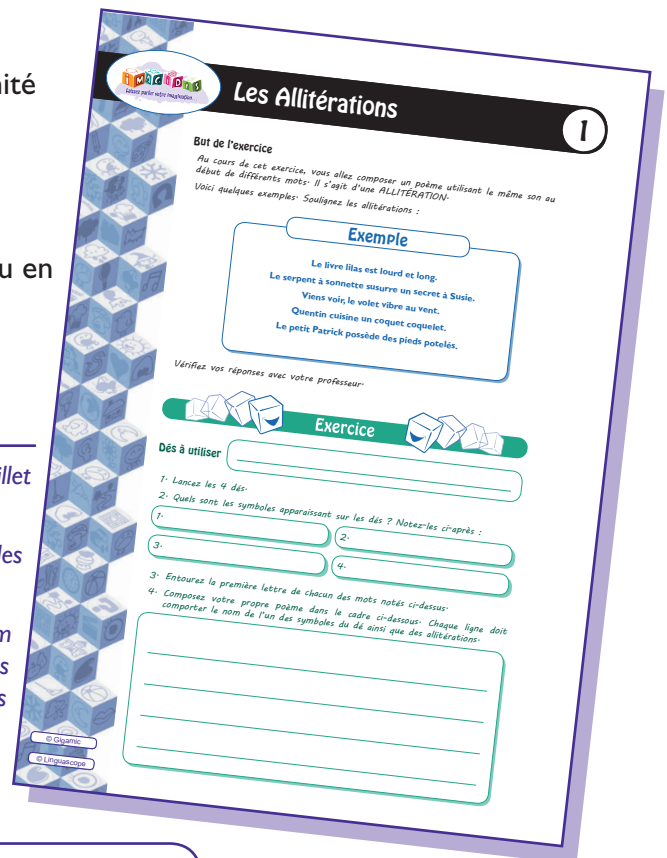 ité
u en
illet
les
m
s
s
imagidés
Laissez parler votre imagination...
Les Allitérations
1
But de l'exercice
Au cours de cet exercice, vous allez composer un poème utilisant le même son au
début de différents mots. Il s'agit d'une ALLITÉRATION.
Voici quelques exemples. Soulignez les allitérations :
Exemple
Le livre lilas est lourd et long.
Le serpent à sonnette susurre un secret à Susie.
Viens voir, le volet vibre au vent.
Quentin cuisine un coquet coquelet.
Le petit Patrick possède des pieds potelés.
Vérifiez vos réponses avec votre professeur.
Exercice
Dés à utiliser
1. Lancez les 4 dés.
2. Quels sont les symboles apparaissant sur les dés ? Notez-les ci-après :
1.
2.
3.
4.
3. Entourez la première lettre de chacun des mots notés ci-dessus.
4. Composez votre propre poème dans le cadre ci-dessous. Chaque ligne doit
comporter le nom de l'un des symboles du dé ainsi que des allitérations.
© Gigamic
© Linguascope